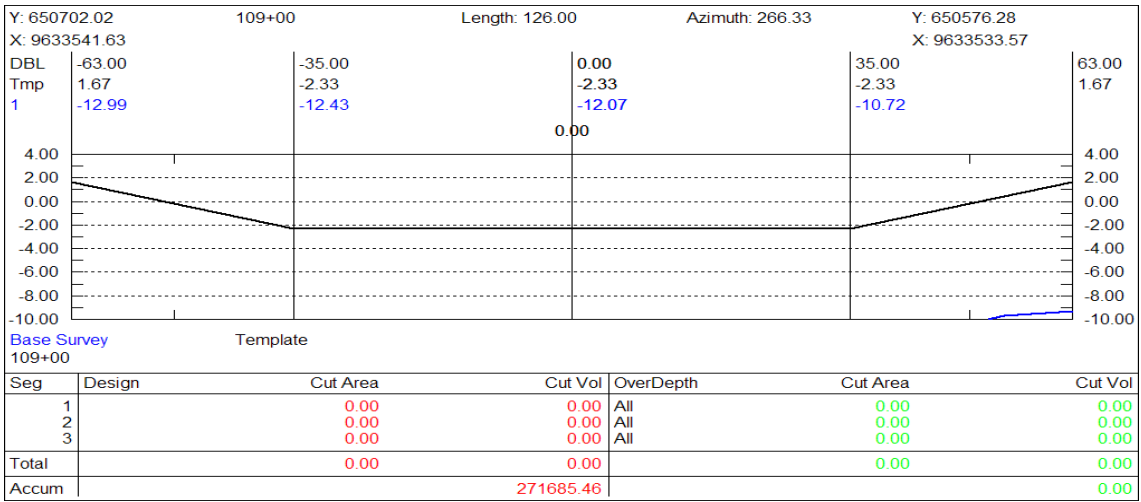 Y: 650702.02 109+00 Length: 126.00 Azimuth: 266.33 Y: 650576.28
X: 9633541.63 X: 9633533.57
DBL -63.00 -35.00 0.00 35.00 63.00
Tmp 1.67 -2.33 -2.33 -2.33 1.67
1 -12.99 -12.43 -12.07 -10.72
0.00
4.00 4.00
2.00 2.00
0.00 0.00
-2.00 -2.00
-4.00 -4.00
-6.00 -6.00
-8.00 -8.00
-10.00 -10.00
Base Survey Template
109+00
Seg Design Cut Area Cut Vol OverDepth Cut Area Cut Vol
1 0.00 0.00 All 0.00 0.00
2 0.00 0.00 All 0.00 0.00
3 0.00 0.00 All 0.00 0.00
Total 0.00 0.00 0.00 0.00
Accum 271685.46 0.00